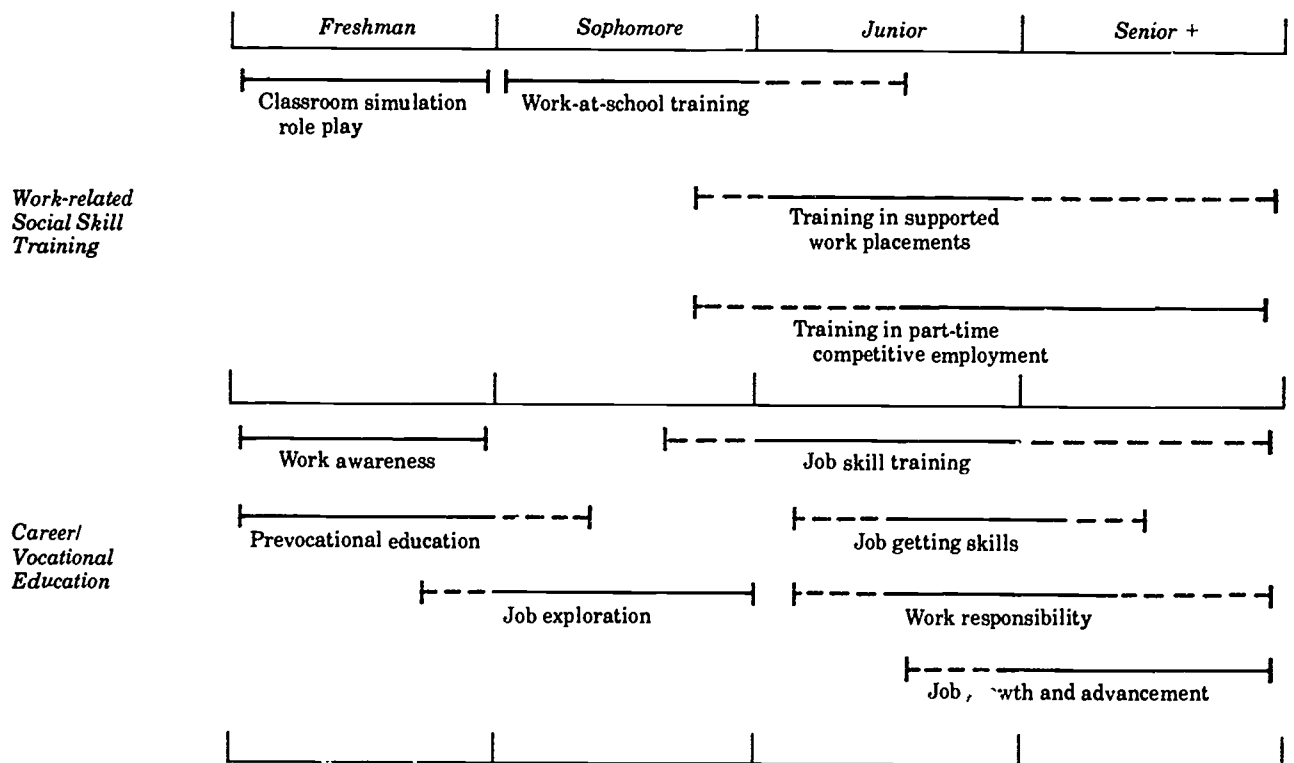 Freshman
Sophomore
Junior
Senior +
Classroom simulation
role play
Work-at-school training
Work-related
Social Skill
Training
Training in supported
work placements
Training in part-time
competitive employment
Work awareness
Job skill training
Career/
Vocational
Education
Prevocational education
Job getting skills
Job exploration
Work responsibility
Job and advancement